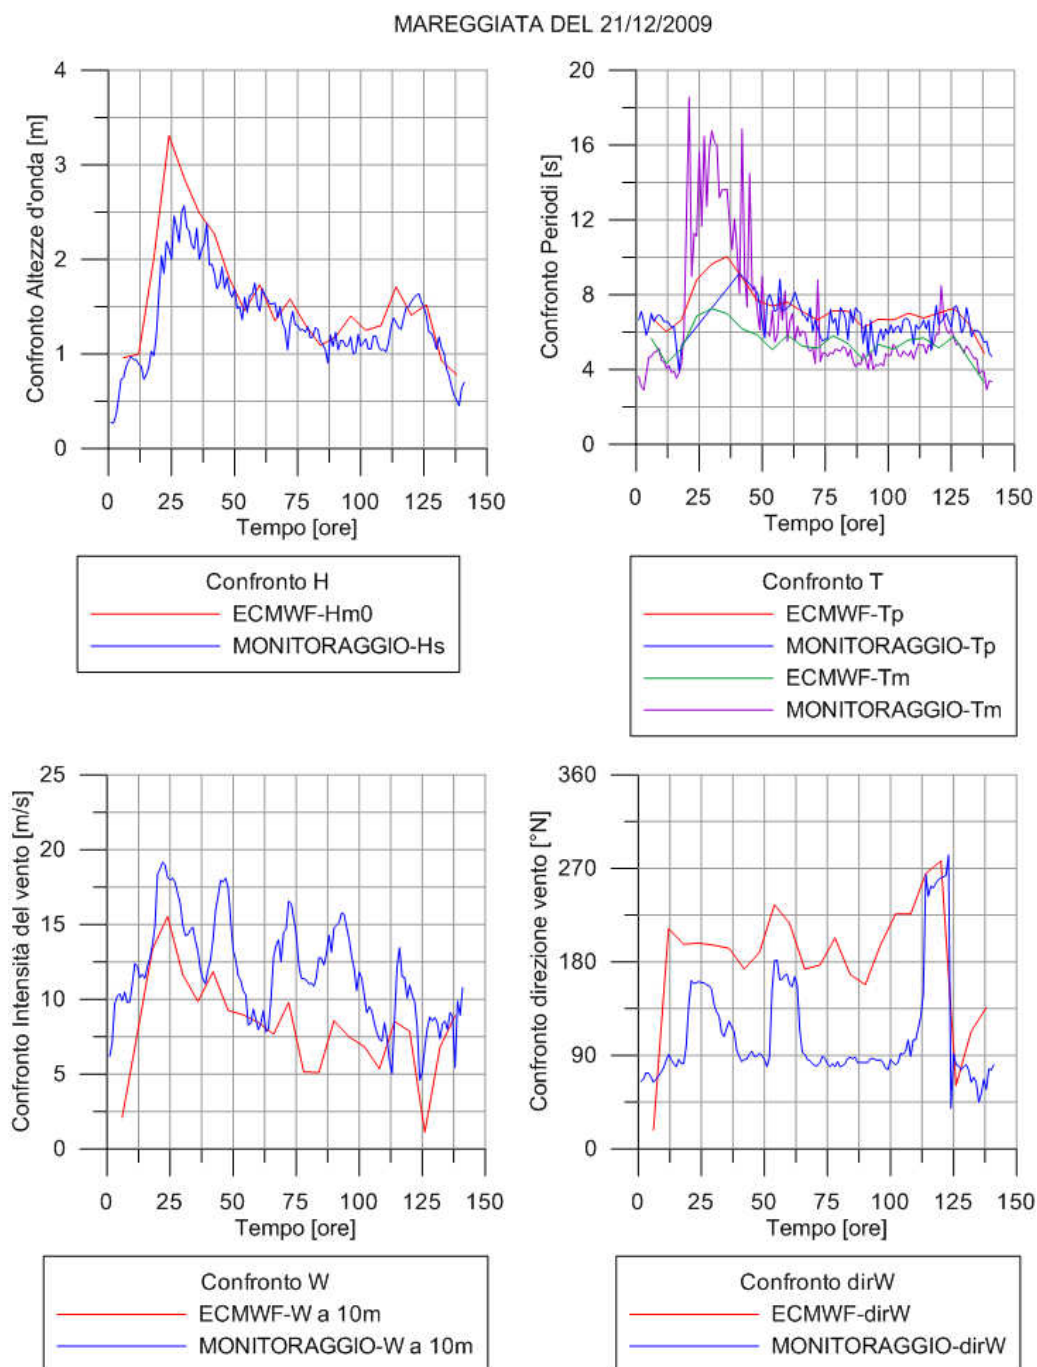 MAREGGIATA DEL 21/12/2009
Confronto Altezze d'onda [m]
4
3
2
1
0
0 25 50 75 100 125 150
Tempo [ore]
Confronto H
ECMWF-Hm0
MONITORAGGIO-Hs
Confronto Periodi [s]
20
16
12
8
4
0
0 25 50 75 100 125 150
Tempo [ore]
Confronto T
ECMWF-Tp
MONITORAGGIO-Tp
ECMWF-Tm
MONITORAGGIO-Tm
Confronto Intensità del vento [m/s]
25
20
15
10
5
0
0 25 50 75 100 125 150
Tempo [ore]
Confronto W
ECMWF-W a 10m
MONITORAGGIO-W a 10m
Confronto direzione vento [°N]
360
270
180
90
0
0 25 50 75 100 125 150
Tempo [ore]
Confronto dirW
ECMWF-dirW
MONITORAGGIO-dirW